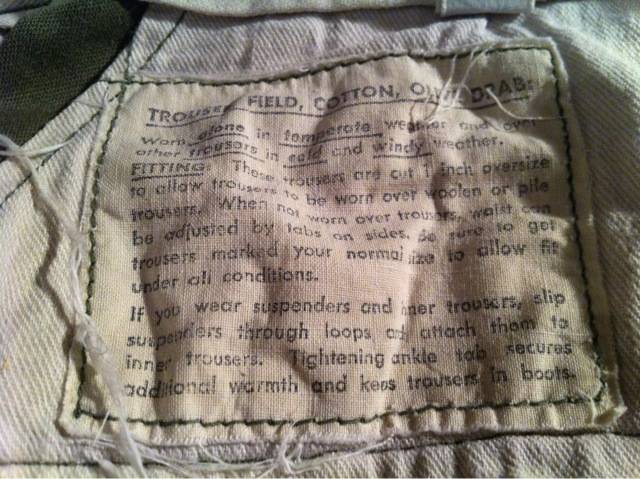 TROUSERS, FIELD, COTTON, OLIVE DRAB:
Worn alone in temperate weather and over
other trousers in cold and windy weather.
FITTING: These trousers are cut 1 inch oversize
to allow trousers to be worn over woolen or pile
trousers. When not worn over trousers, waist can
be adjusted by tabs on sides. Be sure to get
trousers marked your normal size to allow fit
under all conditions.
If you wear suspenders and inner trousers, slip
suspenders through loops and attach them to
inner trousers. Tightening ankle tab secures
additional warmth and keeps trousers in boots.